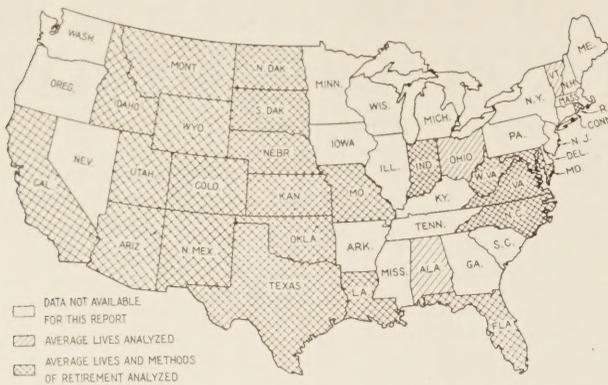 WASH.
OREG.
CAL
NEV.
IDAHO
MONT
WYO
UTAH
COLO
ARIZ
N. MEX
N. DAK
S. DAK
NEBR
KAN
OKLA
TEXAS
MINN.
IOWA
MO
ARK.
LA
WIS.
ILL.
MICH.
IND
OHIO
KY.
TENN.
MISS.
ALA
GA.
FLA
S.C.
N.C.
VA
W.VA
PA.
N.Y.
VT.
N.H.
ME.
MASS.
R.
CONN
N.J.
DEL.
MD.
DATA NOT AVAILABLE
FOR THIS REPORT
AVERAGE LIVES ANALYZED
AVERAGE LIVES AND METHODS
OF RETIREMENT ANALYZED